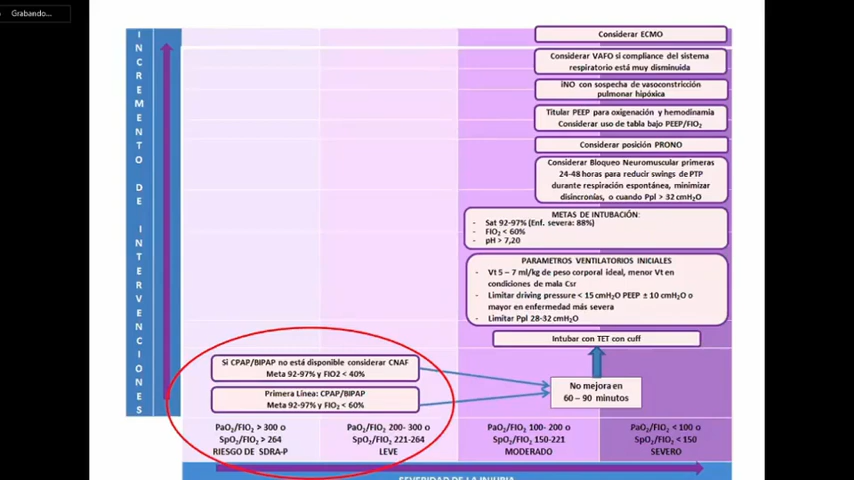 Grabando...
INCREMENTO DE INTERVENCIONES
Considerar ECMO
Considerar VAFO si compliance del sistema
respiratorio está muy disminuida
iNO con sospecha de vasoconstricción
pulmonar hipóxica
Titular PEEP para oxigenación y hemodinamia
Considerar uso de tabla bajo PEEP/FIO₂
Considerar posición PRONO
Considerar Bloqueo Neuromuscular primeras
24-48 horas para reducir swings de PTP
durante respiración espontánea, minimizar
disincronías, o cuando Ppl > 32 cmH₂O
METAS DE INTUBACIÓN:
- Sat 92-97% (Enf. severa: 88%)
- FIO₂ < 60%
- pH > 7,20
PARAMETROS VENTILATORIOS INICIALES
- Vt 5 – 7 ml/kg de peso corporal ideal, menor Vt en
condiciones de mala Csr
- Limitar driving pressure < 15 cmH₂O PEEP ± 10 cmH₂O o
mayor en enfermedad más severa
- Limitar Ppl 28-32 cmH₂O
Intubar con TET con cuff
Si CPAP/BIPAP no está disponible considerar CNAF
Meta 92-97% y FIO2 < 40%
Primera Línea: CPAP/BIPAP
Meta 92-97% y FIO₂ < 60%
No mejora en
60 – 90 minutos
PaO₂/FIO₂ > 300 o
SpO₂/FIO₂ > 264
RIESGO DE SDRA-P
PaO₂/FIO₂ 200- 300 o
SpO₂/FIO₂ 221-264
LEVE
PaO₂/FIO₂ 100- 200 o
SpO₂/FIO₂ 150-221
MODERADO
PaO₂/FIO₂ < 100 o
SpO₂/FIO₂ < 150
SEVERO
SEVERIDAD DE LA INJURIA